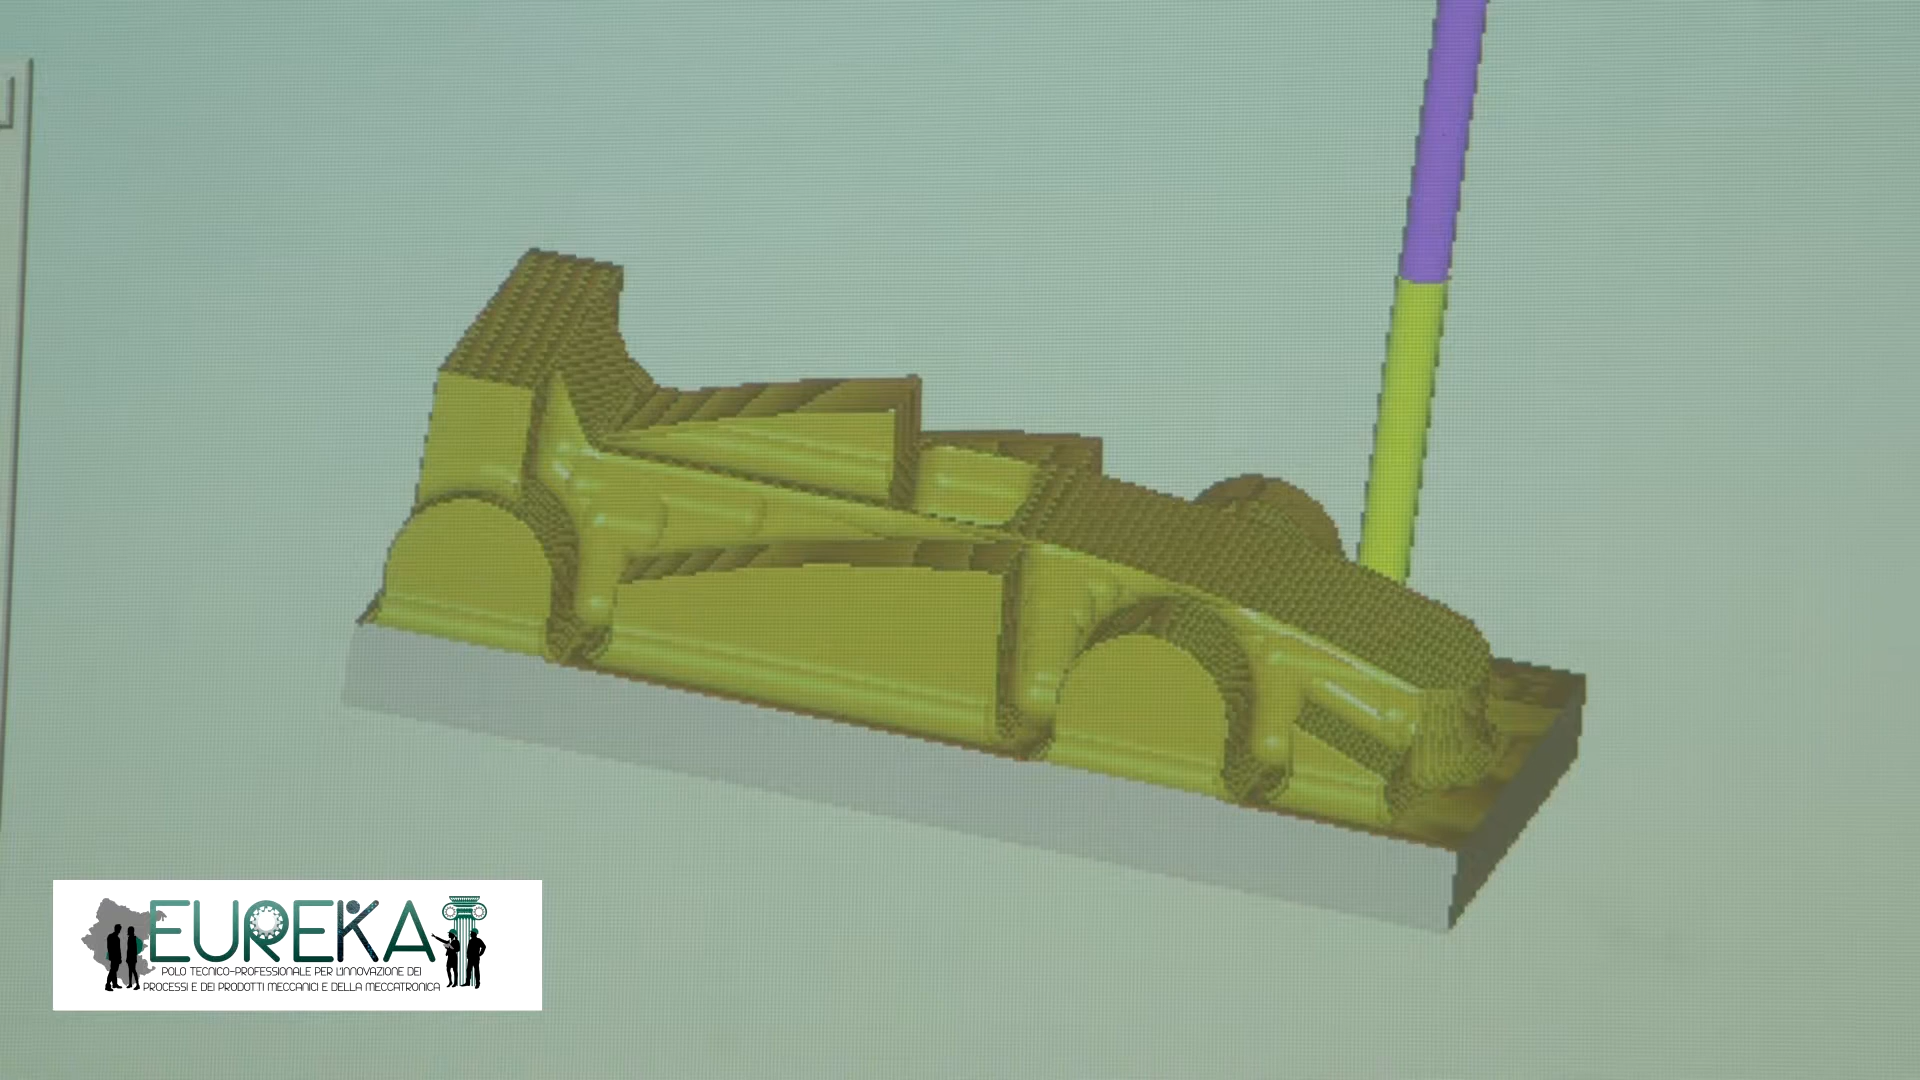 EUREKA
POLO TECNICO-PROFESSIONALE PER L'INNOVAZIONE DEI
PROCESSI E DEI PRODOTTI MECCANICI E DELLA MECCATRONICA